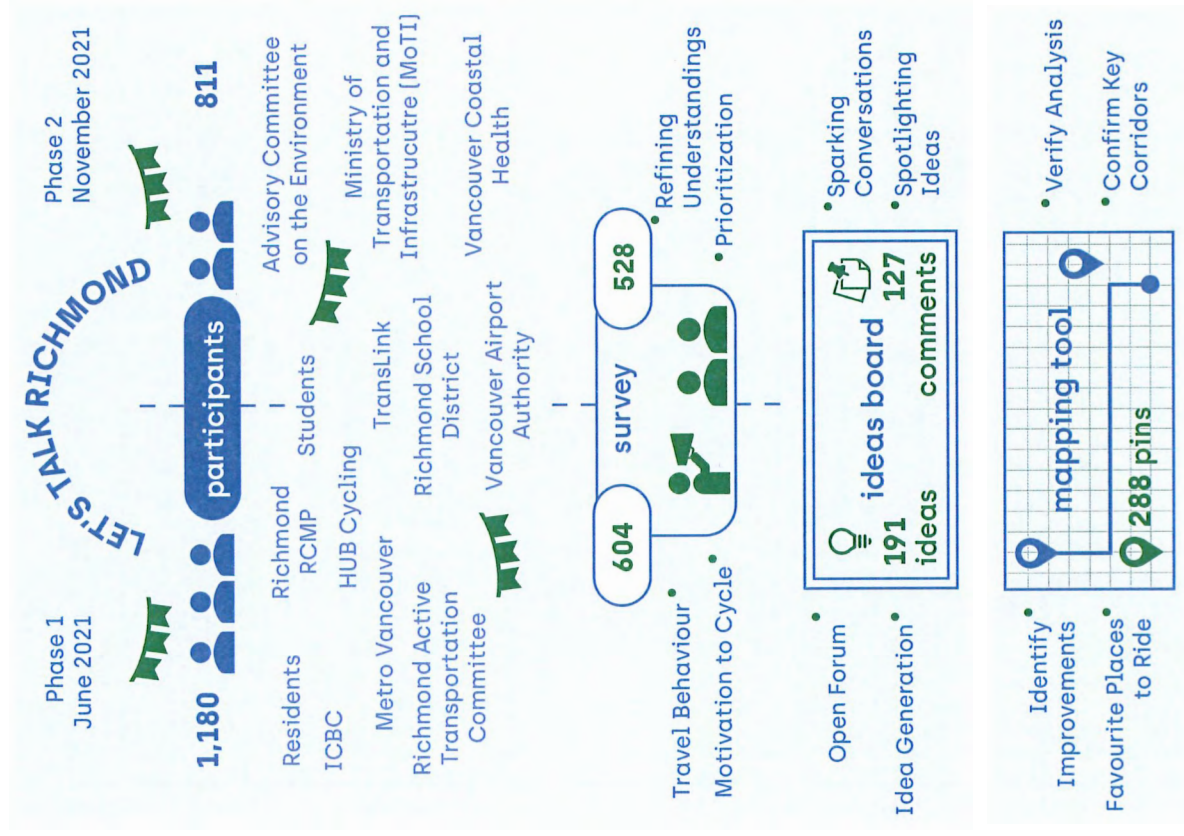 LET'S TALK RICHMOND
Phase 1
June 2021
Phase 2
November 2021
1,180
participants
811
Residents
Richmond
RCMP
Students
Advisory Committee
on the Environment
ICBC
HUB Cycling
Metro Vancouver
TransLink
Ministry of
Transportation and
Infrastrucutre [MoTI]
Richmond Active
Transportation
Committee
Richmond School
District
Vancouver Airport
Authority
Vancouver Coastal
Health
604
survey
528
Travel Behaviour
Motivation to Cycle
Refining
Understandings
Prioritization
Open Forum
Idea Generation
ideas board
191
ideas
127
comments
Sparking
Conversations
Spotlighting
Ideas
Identify
Improvements
Favourite Places
to Ride
mapping tool
288 pins
Verify Analysis
Confirm Key
Corridors